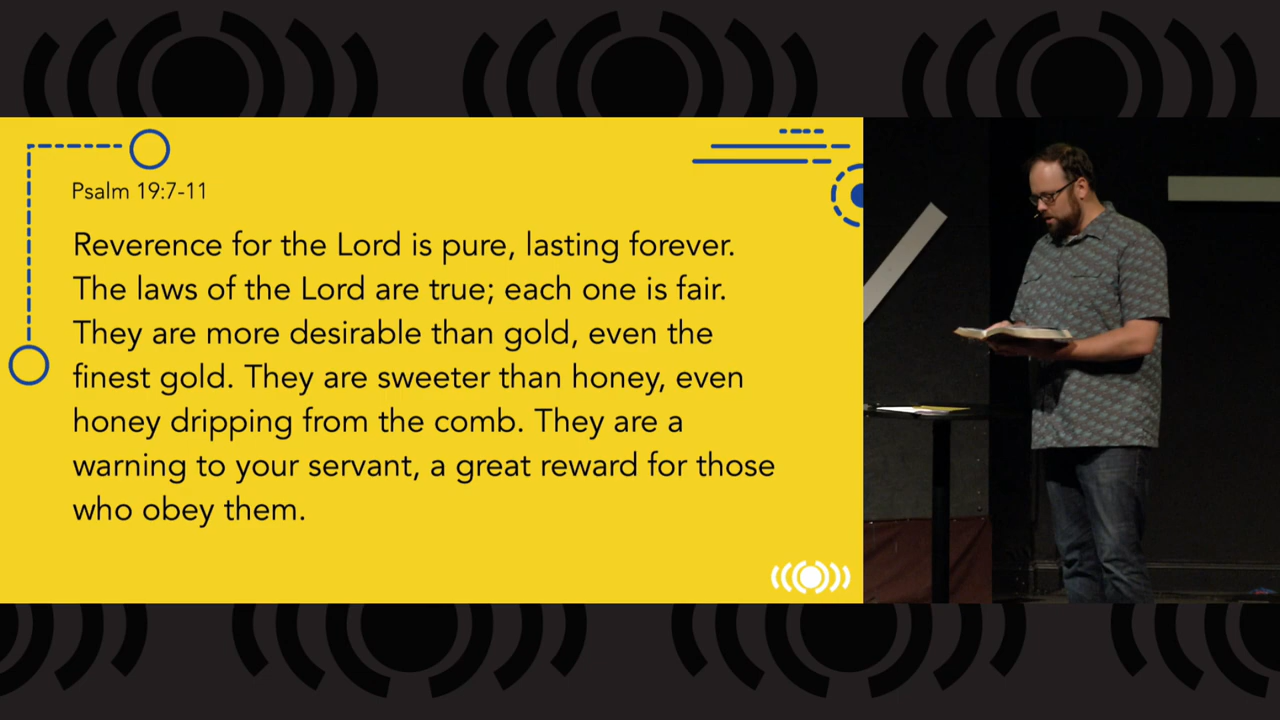 Psalm 19:7-11
Reverence for the Lord is pure, lasting forever.
The laws of the Lord are true; each one is fair.
They are more desirable than gold, even the
finest gold. They are sweeter than honey, even
honey dripping from the comb. They are a
warning to your servant, a great reward for those
who obey them.